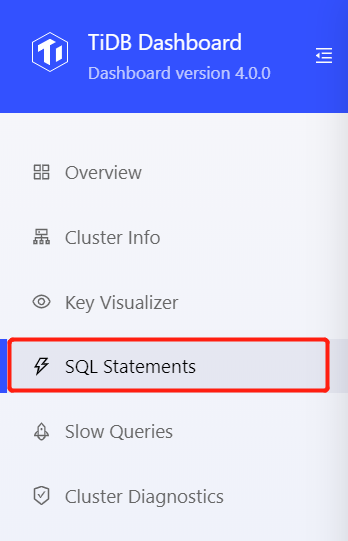 TiDB Dashboard
Dashboard version 4.0.0
Overview
Cluster Info
Key Visualizer
SQL Statements
Slow Queries
Cluster Diagnostics